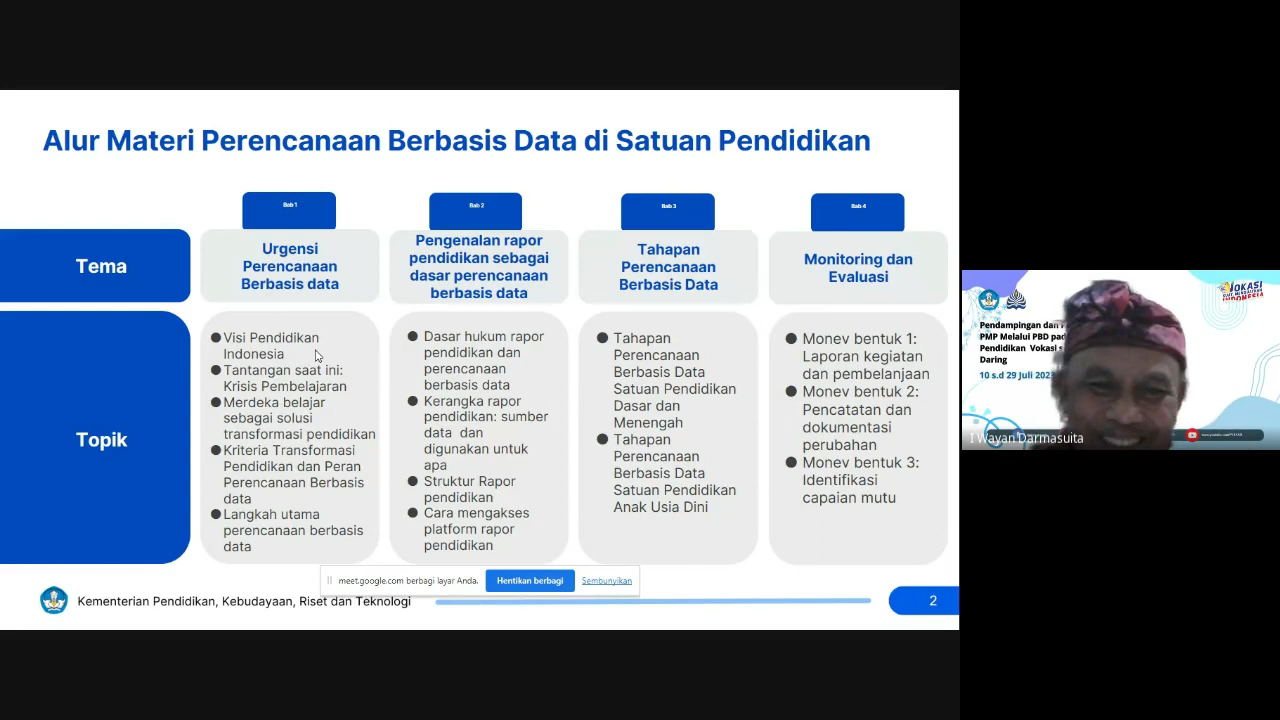 Alur Materi Perencanaan Berbasis Data di Satuan Pendidikan
Bab 1
Bab 2
Bab 3
Bab 4
Tema
Urgensi
Perencanaan
Berbasis data
Pengenalan rapor
pendidikan sebagai
dasar perencanaan
berbasis data
Tahapan
Perencanaan
Berbasis Data
Monitoring dan
Evaluasi
Topik
● Visi Pendidikan
Indonesia
● Tantangan saat ini:
Krisis Pembelajaran
● Merdeka belajar
sebagai solusi
transformasi pendidikan
● Kriteria Transformasi
Pendidikan dan Peran
Perencanaan Berbasis
data
● Langkah utama
perencanaan berbasis
data
● Dasar hukum rapor
pendidikan dan
perencanaan
berbasis data
● Kerangka rapor
pendidikan: sumber
data dan
digunakan untuk
apa
● Struktur Rapor
pendidikan
● Cara mengakses
platform rapor
pendidikan
● Tahapan
Perencanaan
Berbasis Data
Satuan Pendidikan
Dasar dan
Menengah
● Tahapan
Perencanaan
Berbasis Data
Satuan Pendidikan
Anak Usia Dini
● Monev bentuk 1:
Laporan kegiatan
dan pembelanjaan
● Monev bentuk 2:
Pencatatan dan
dokumentasi
perubahan
● Monev bentuk 3:
Identifikasi
capaian mutu
meet.google.com berbagi layar Anda.
Hentikan berbagi
Sembunyikan
Kementerian Pendidikan, Kebudayaan, Riset dan Teknologi
2
VOKASI
INDONESIA
Pendampingan dan
PMP Melalui PBD pad
Pendidikan Vokasi s
Daring
10 s.d 29 Juli 202
I Wayan Darmasuita